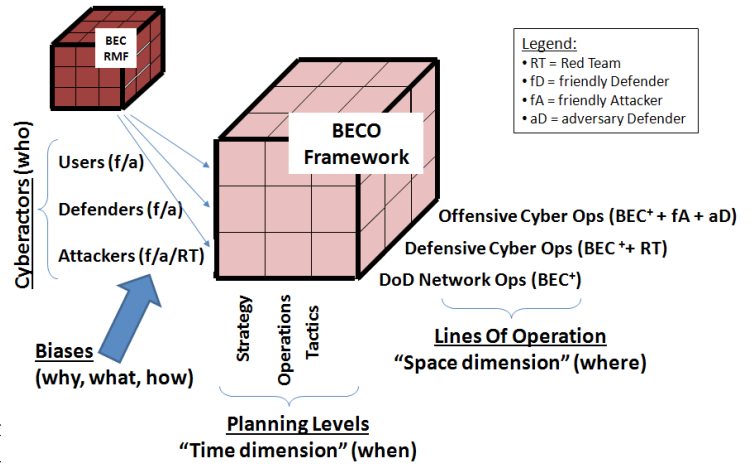 BEC
RMF
Legend:
• RT = Red Team
• fD = friendly Defender
• fA = friendly Attacker
• aD = adversary Defender
BECO
Framework
Cyberactors (who)
Users (f/a)
Defenders (f/a)
Attackers (f/a/RT)
Offensive Cyber Ops (BEC⁺ + fA + aD)
Defensive Cyber Ops (BEC ⁺+ RT)
DoD Network Ops (BEC⁺)
Biases
(why, what, how)
Strategy
Operations
Tactics
Lines Of Operation
“Space dimension” (where)
Planning Levels
“Time dimension” (when)